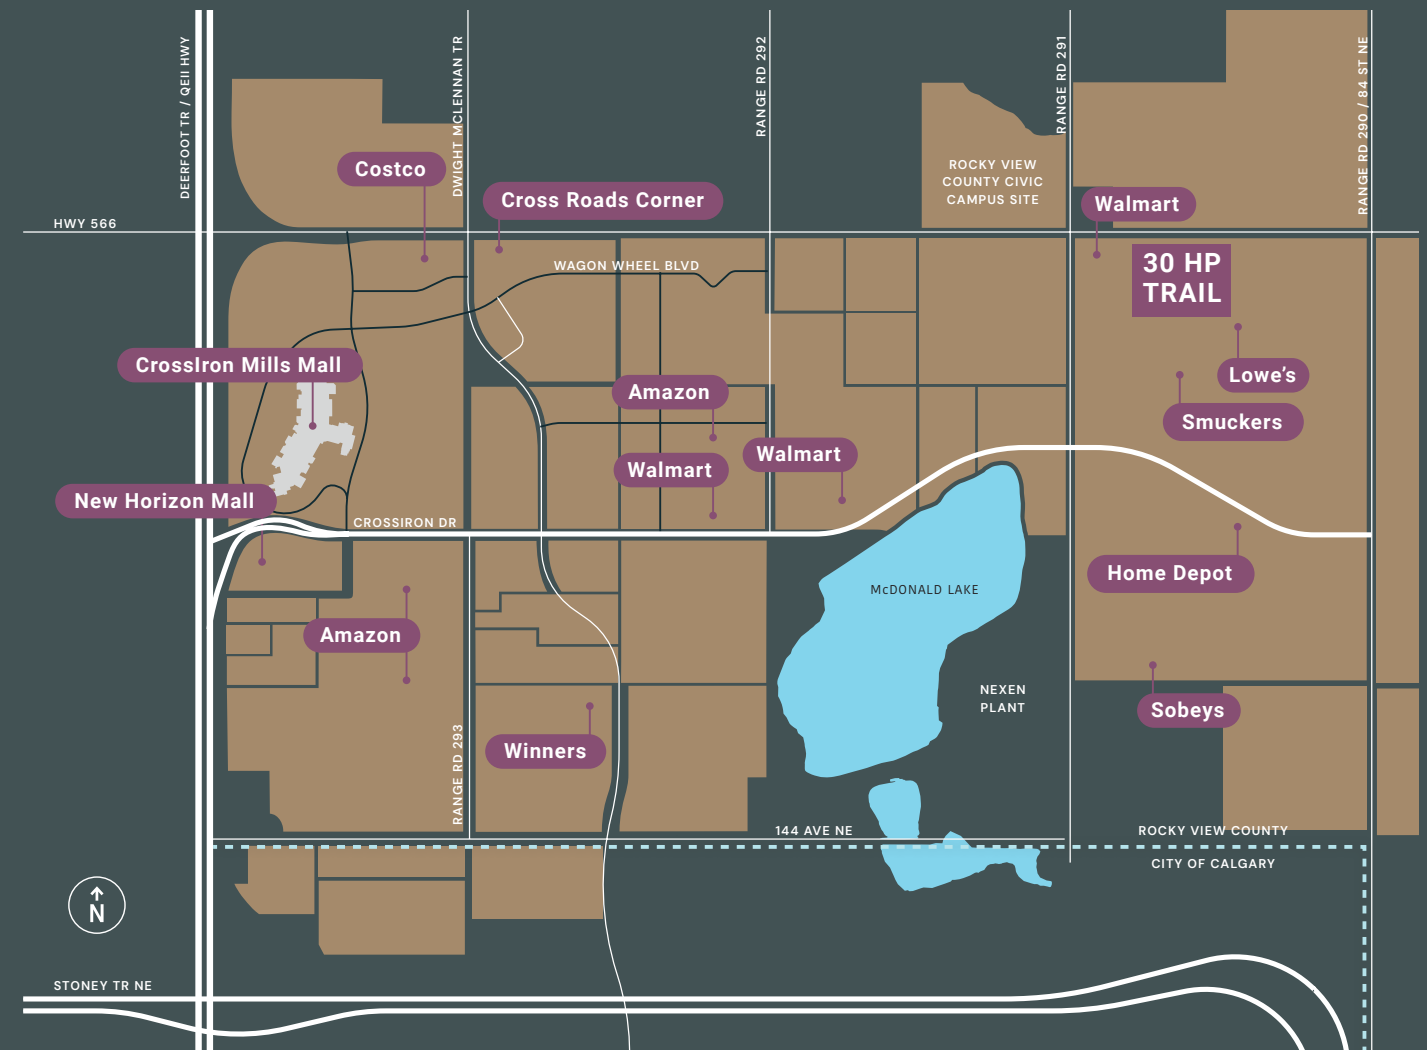 DEERFOOT TR / QEII HWY
DWIGHT MCLENNAN TR
RANGE RD 292
RANGE RD 291
RANGE RD 290 / 84 ST NE
Costco
ROCKY VIEW
COUNTY CIVIC
CAMPUS SITE
Cross Roads Corner
Walmart
HWY 566
WAGON WHEEL BLVD
30 HP
TRAIL
CrossIron Mills Mall
Lowe's
Amazon
Smuckers
Walmart
Walmart
New Horizon Mall
CROSSIRON DR
Home Depot
McDONALD LAKE
Amazon
NEXEN
PLANT
Sobeys
RANGE RD 293
Winners
144 AVE NE
ROCKY VIEW COUNTY
CITY OF CALGARY
N
STONEY TR NE